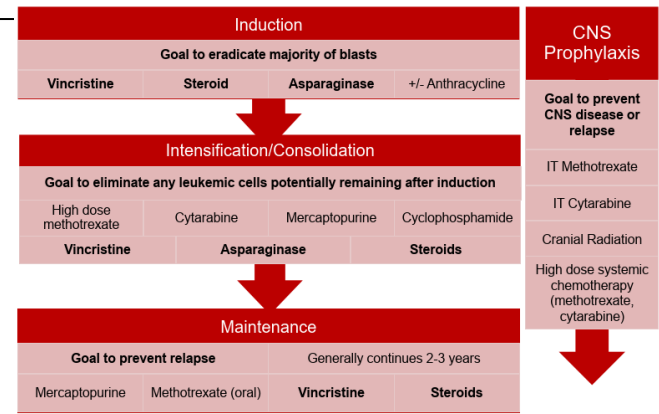 Induction
Goal to eradicate majority of blasts
Vincristine
Steroid
Asparaginase
+/- Anthracycline
Intensification/Consolidation
Goal to eliminate any leukemic cells potentially remaining after induction
High dose
methotrexate
Cytarabine
Mercaptopurine
Cyclophosphamide
Vincristine
Asparaginase
Steroids
Maintenance
Goal to prevent relapse
Generally continues 2-3 years
Mercaptopurine
Methotrexate (oral)
Vincristine
Steroids
CNS
Prophylaxis
Goal to prevent
CNS disease or
relapse
IT Methotrexate
IT Cytarabine
Cranial Radiation
High dose systemic
chemotherapy
(methotrexate,
cytarabine)